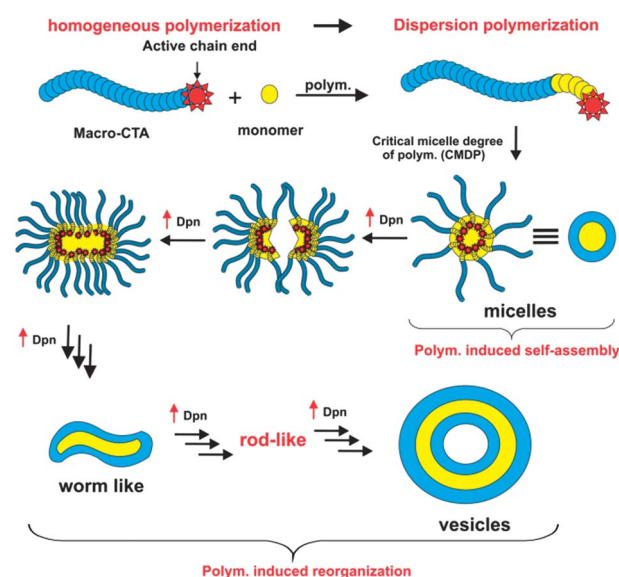 homogeneous polymerization
Dispersion polymerization
Active chain end
+
polym.
Macro-CTA
monomer
Critical micelle degree
of polym. (CMDP)
Dpn
Dpn
micelles
Polym. induced self-assembly
Dpn
Dpn
rod-like
Dpn
worm like
vesicles
Polym. induced reorganization